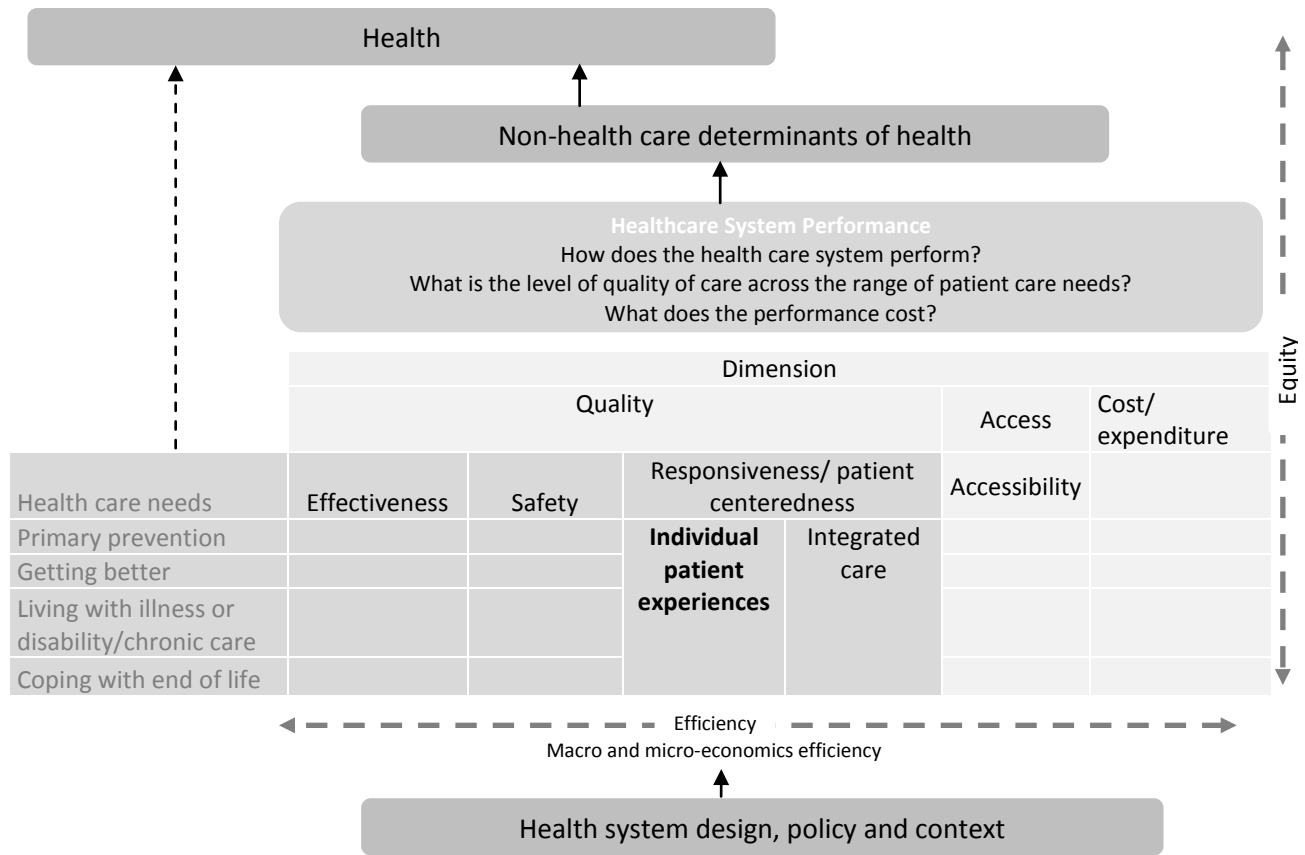 Health
Non-health care determinants of health
Healthcare System Performance
How does the health care system perform?
What is the level of quality of care across the range of patient care needs?
What does the performance cost?
Dimension
Quality
Access
Cost/
expenditure
Health care needs
Effectiveness
Safety
Responsiveness/ patient
centeredness
Accessibility
Primary prevention
Getting better
Living with illness or
disability/chronic care
Coping with end of life
Individual
patient
experiences
Integrated
care
Equity
Efficiency
Macro and micro-economics efficiency
Health system design, policy and context